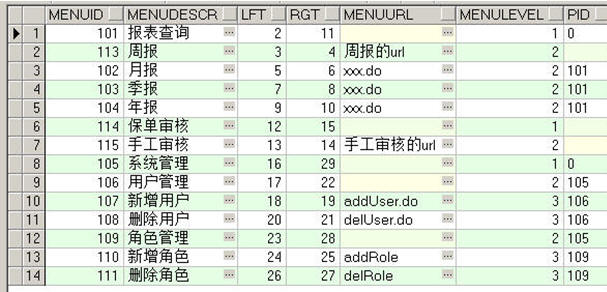 MENUID MENUDESCR LFT RGT MENUURL MENULEVEL PID
1 101 报表查询 ··· 2 11 ··· 1 0
2 113 周报 ··· 3 4 周报的url ··· 2
3 102 月报 ··· 5 6 xxx.do ··· 2 101
4 103 季报 ··· 7 8 xxx.do ··· 2 101
5 104 年报 ··· 9 10 xxx.do ··· 2 101
6 114 保单审核 ··· 12 15 ··· 1
7 115 手工审核 ··· 13 14 手工审核的url ··· 2
8 105 系统管理 ··· 16 29 ··· 1 0
9 106 用户管理 ··· 17 22 ··· 2 105
10 107 新增用户 ··· 18 19 addUser.do ··· 3 106
11 108 删除用户 ··· 20 21 delUser.do ··· 3 106
12 109 角色管理 ··· 23 28 ··· 2 105
13 110 新增角色 ··· 24 25 addRole ··· 3 109
14 111 删除角色 ··· 26 27 delRole ··· 3 109